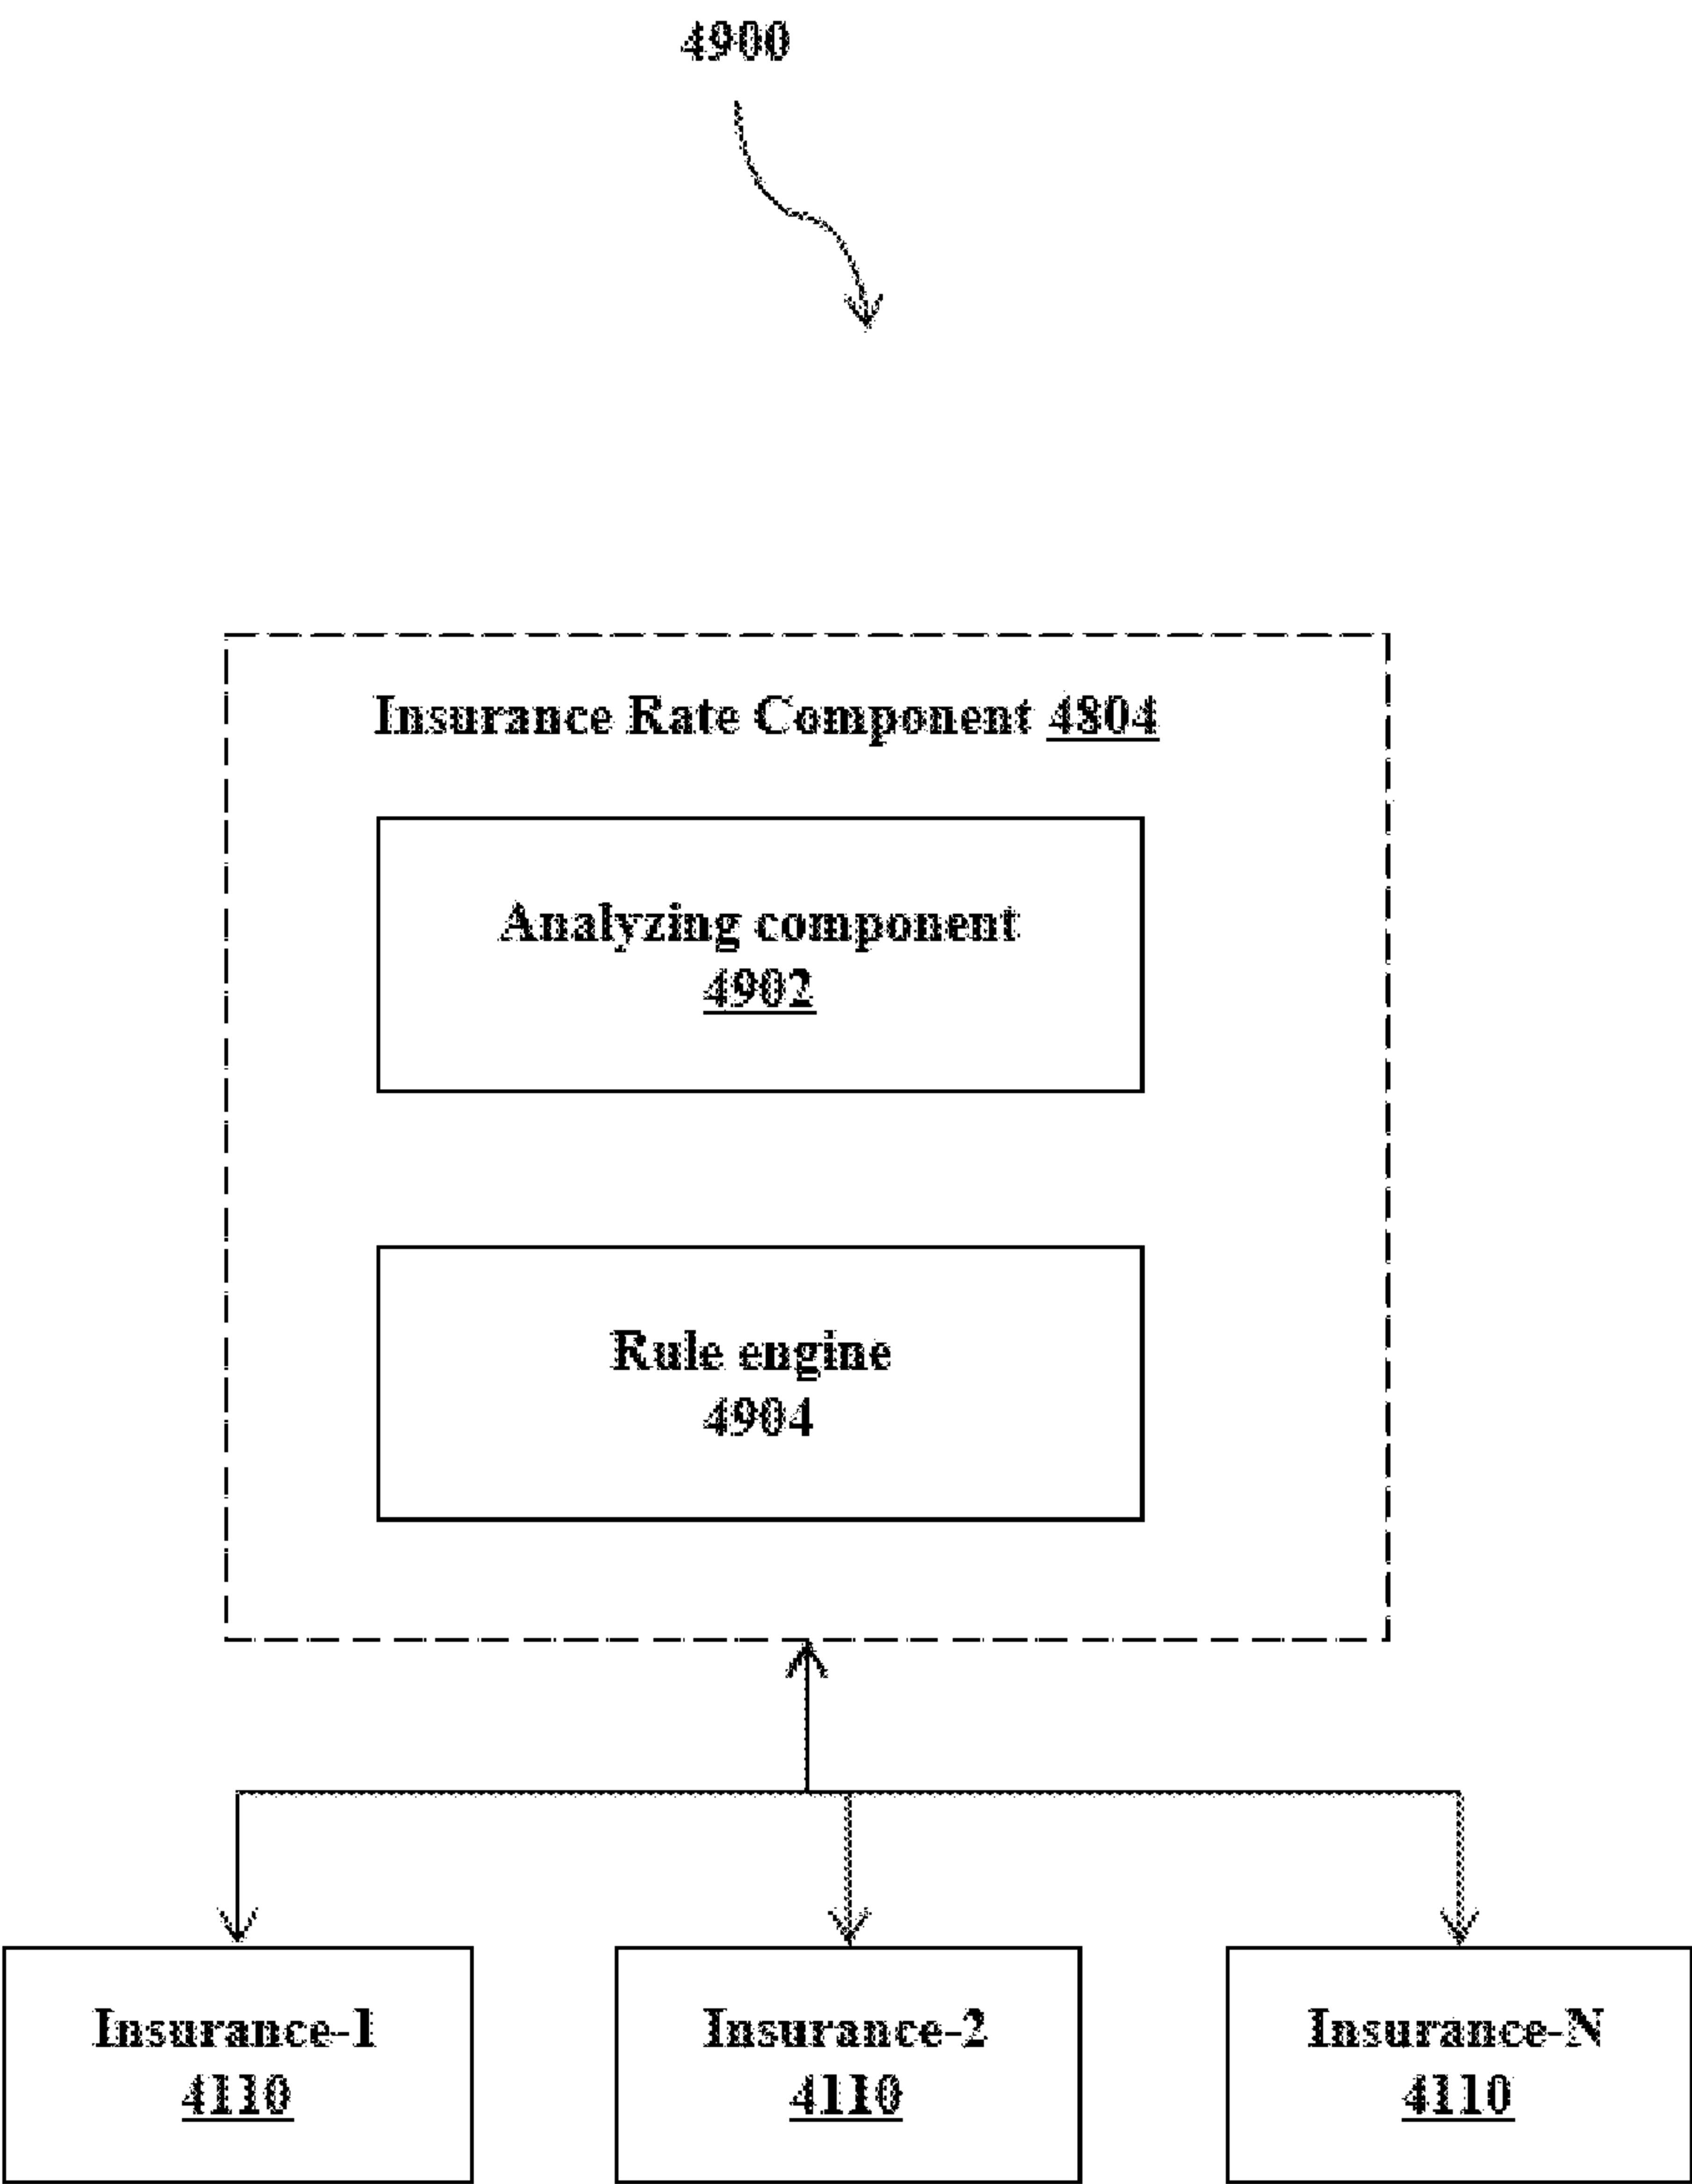 4900
Insurance Rate Component 4804
Analyzing component
4902
Rule engine
4904
Insurance-1
4110
Insurance-2
4110
Insurance-N
4110